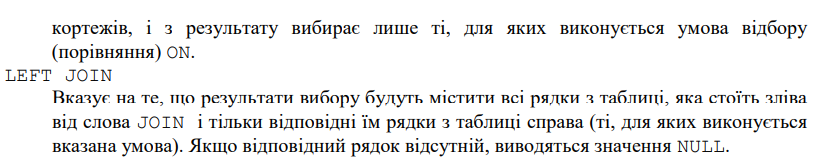 кортежів, і з результату вибирає лише ті, для яких виконується умова відбору
(порівняння) ON.
LEFT JOIN
Вказує на те, що результати вибору будуть містити всі рядки з таблиці, яка стоїть зліва
від слова JOIN і тільки відповідні їм рядки з таблиці справа (ті, для яких виконується
вказана умова). Якщо відповідний рядок відсутній, виводяться значення NULL.